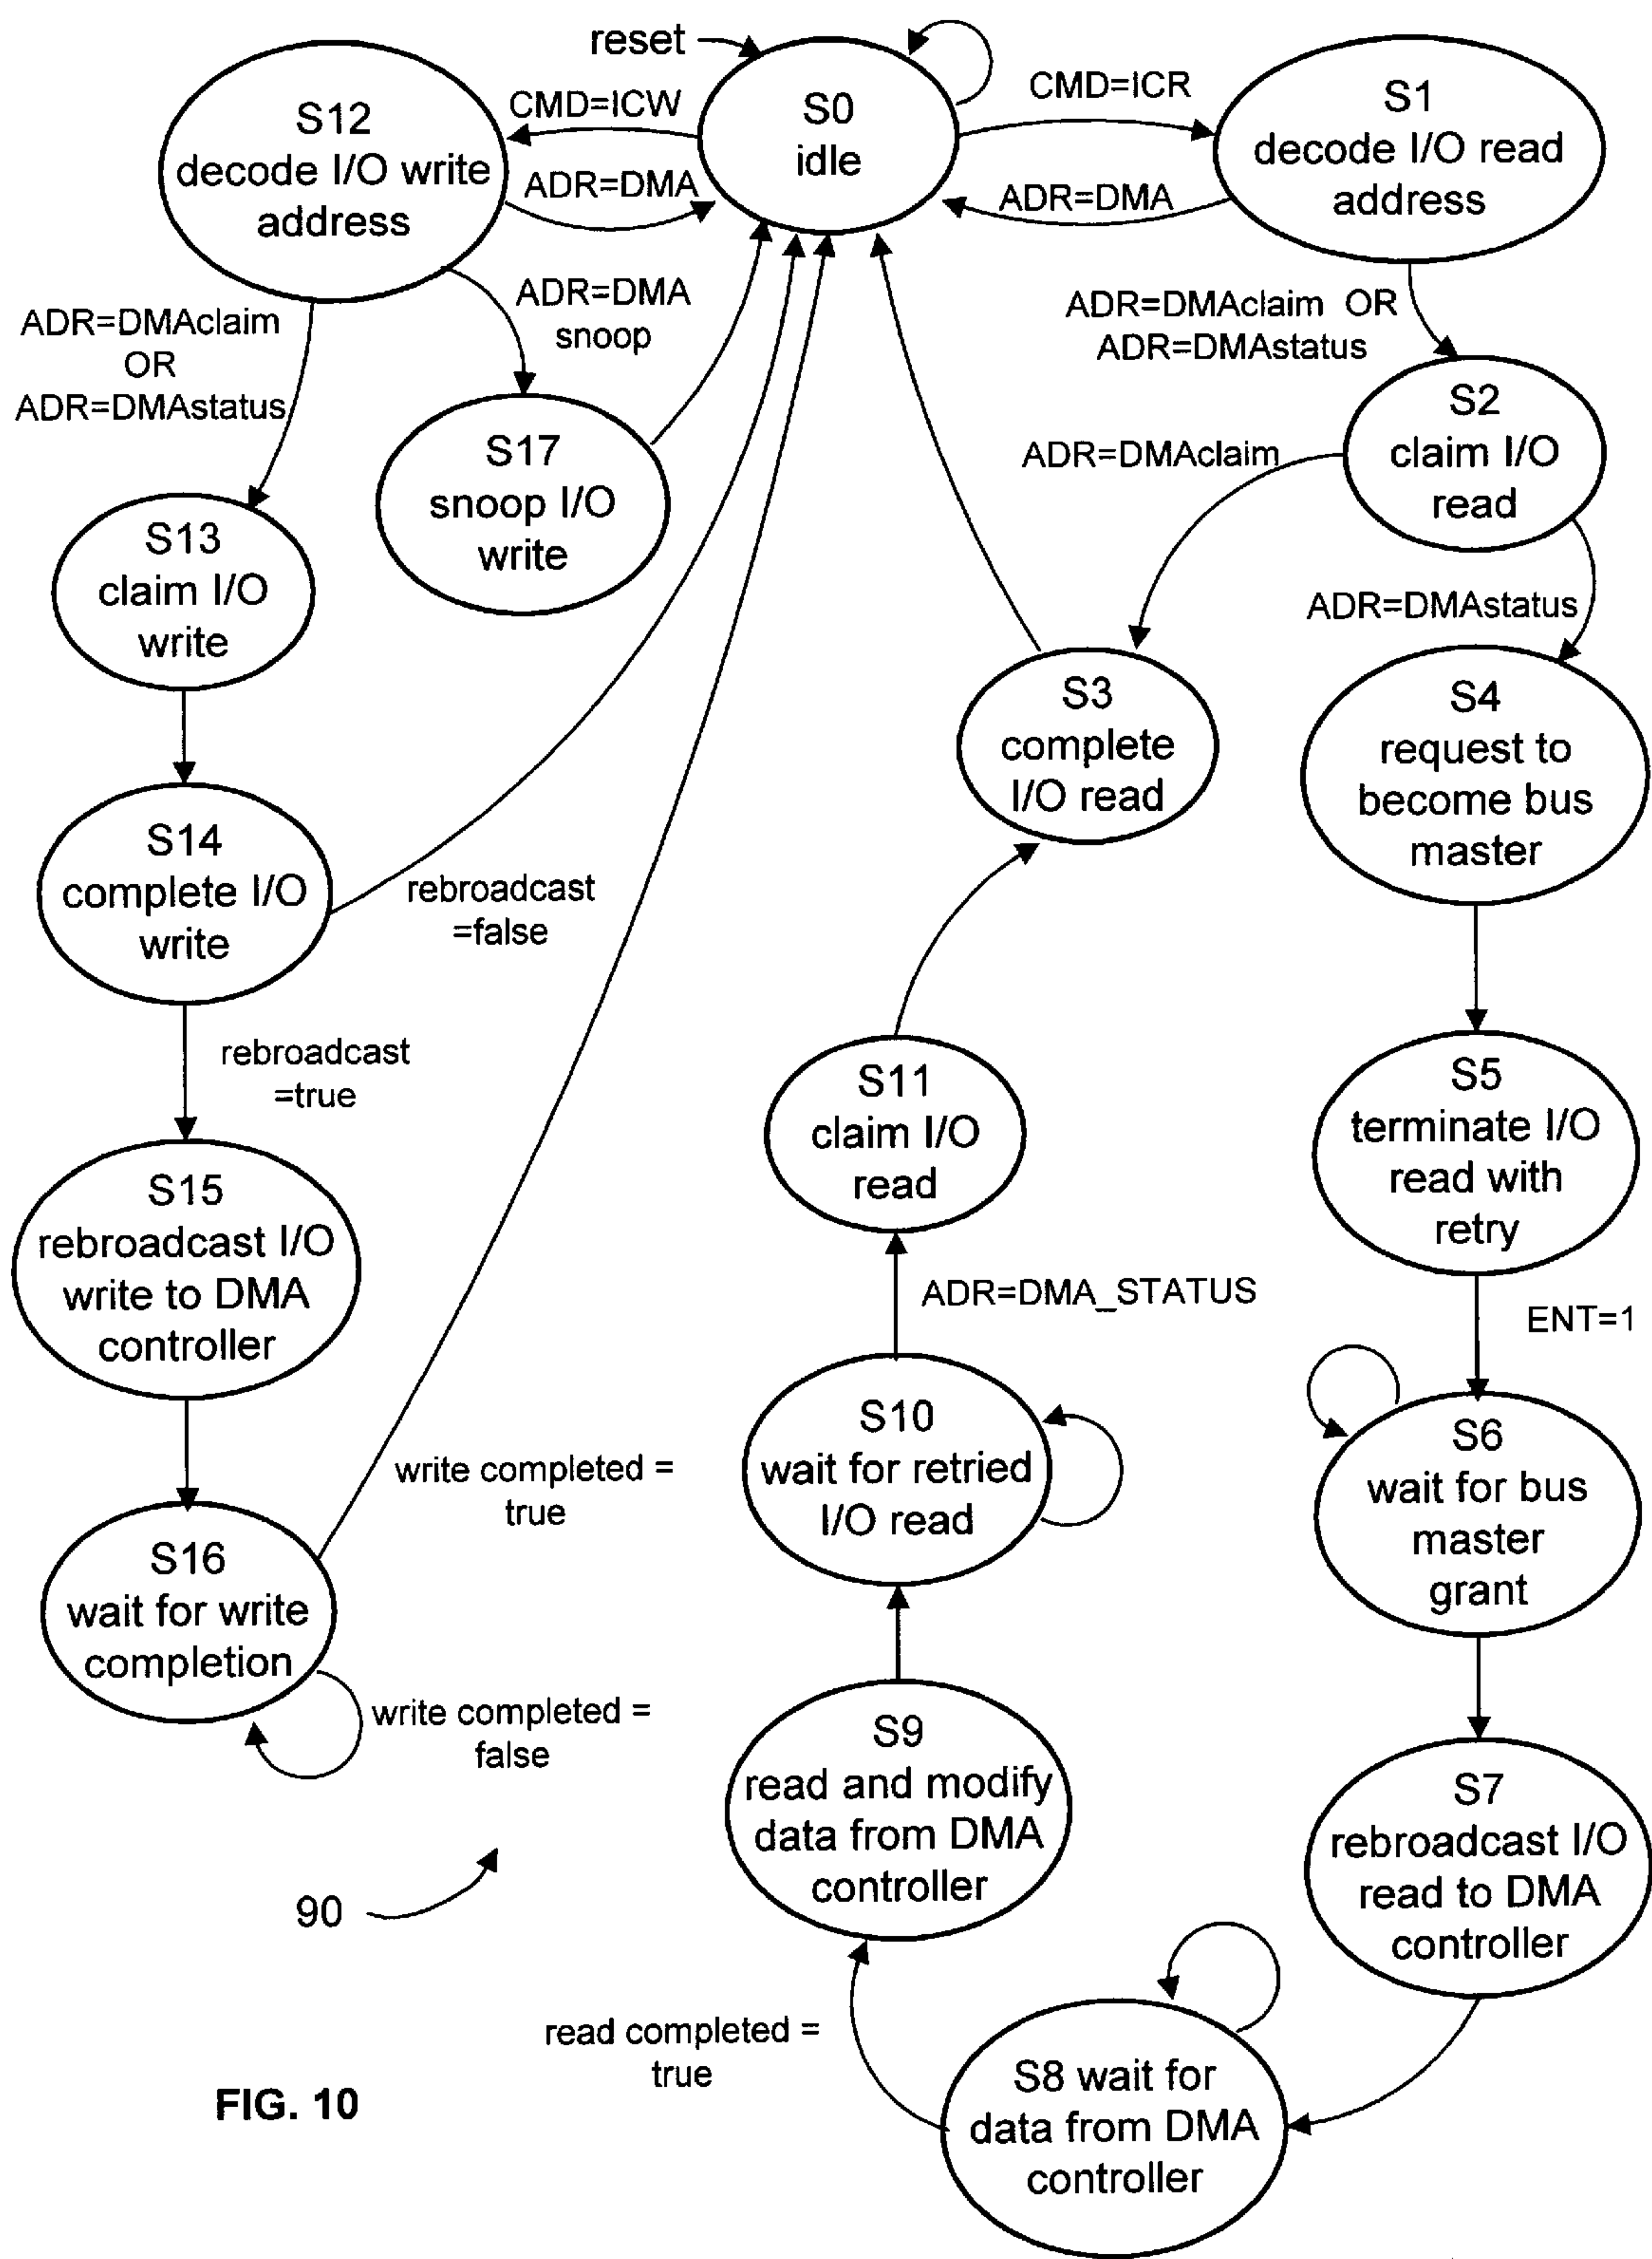 reset
S0
idle
CMD=ICR
S1
decode I/O read
address
ADR=DMA
CMD=ICW
S12
decode I/O write
address
ADR=DMA
ADR=DMA
snoop
ADR=DMAclaim
OR
ADR=DMAstatus
ADR=DMAclaim OR
ADR=DMAstatus
S2
claim I/O
read
ADR=DMAclaim
ADR=DMAstatus
S17
snoop I/O
write
S13
claim I/O
write
S3
complete
I/O read
S4
request to
become bus
master
S14
complete I/O
write
rebroadcast
=false
rebroadcast
=true
S11
claim I/O
read
S5
terminate I/O
read with
retry
S15
rebroadcast I/O
write to DMA
controller
ADR=DMA_STATUS
ENT=1
S10
wait for retried
I/O read
S6
wait for bus
master
grant
write completed =
true
S16
wait for write
completion
write completed =
false
S9
read and modify
data from DMA
controller
S7
rebroadcast I/O
read to DMA
controller
90
read completed =
true
S8 wait for
data from DMA
controller
FIG. 10